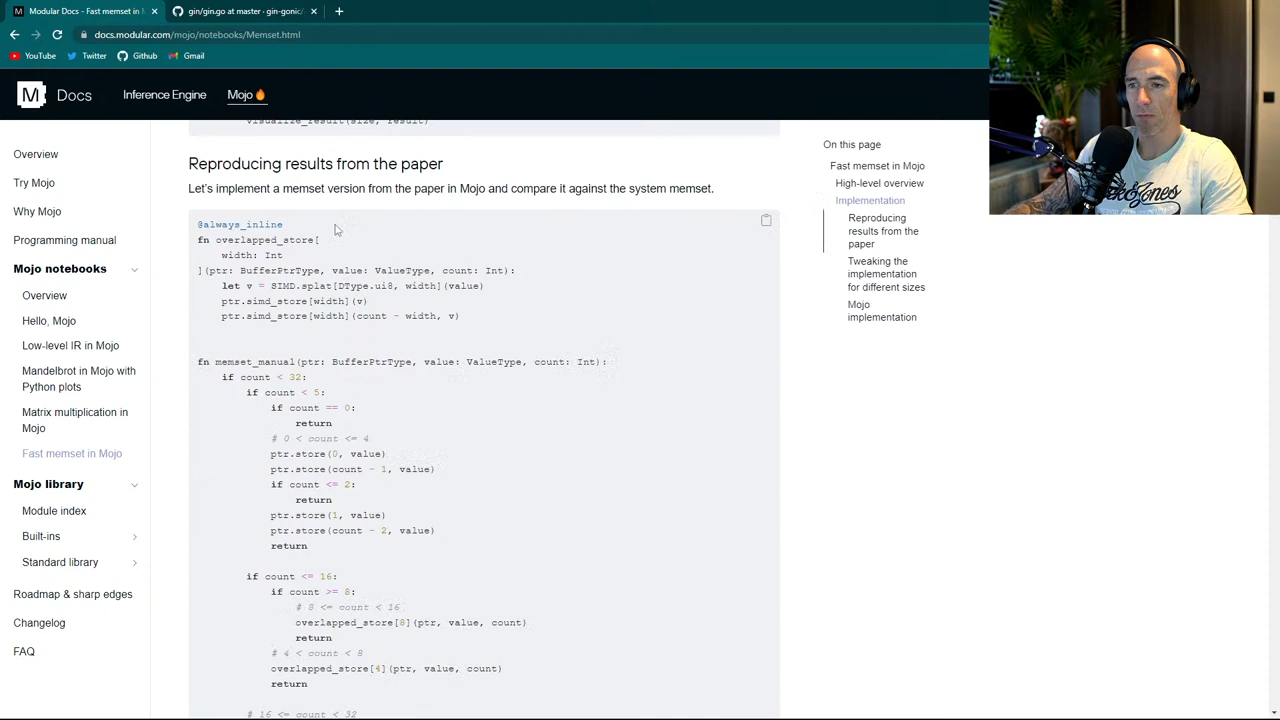 Modular Docs - Fast memset in M
gin/gin.go at master · gin-gonic/
docs.modular.com/mojo/notebooks/Memset.html
YouTube
Twitter
Github
Gmail
M Docs
Inference Engine
Mojo🔥
Overview
Try Mojo
Why Mojo
Programming manual
Mojo notebooks
Overview
Hello, Mojo
Low-level IR in Mojo
Mandelbrot in Mojo with
Python plots
Matrix multiplication in
Mojo
Fast memset in Mojo
Mojo library
Module index
Built-ins
Standard library
Roadmap & sharp edges
Changelog
FAQ
visualize_result(size, result)
Reproducing results from the paper
Let's implement a memset version from the paper in Mojo and compare it against the system memset.
@always_inline
fn overlapped_store[
width: Int
](ptr: BufferPtrType, value: ValueType, count: Int):
let v = SIMD.splat[DType.ui8, width](value)
ptr.simd_store[width](v)
ptr.simd_store[width](count - width, v)
fn memset_manual(ptr: BufferPtrType, value: ValueType, count: Int):
if count < 32:
if count < 5:
if count == 0:
return
# 0 < count <= 4
ptr.store(0, value)
ptr.store(count - 1, value)
if count <= 2:
return
ptr.store(1, value)
ptr.store(count - 2, value)
return
if count <= 16:
if count >= 8:
# 8 <= count < 16
overlapped_store[8](ptr, value, count)
return
# 4 < count < 8
overlapped_store[4](ptr, value, count)
return
# 16 <= count < 32
On this page
Fast memset in Mojo
High-level overview
Implementation
Reproducing
results from the
paper
Tweaking the
implementation
for different sizes
Mojo
implementation